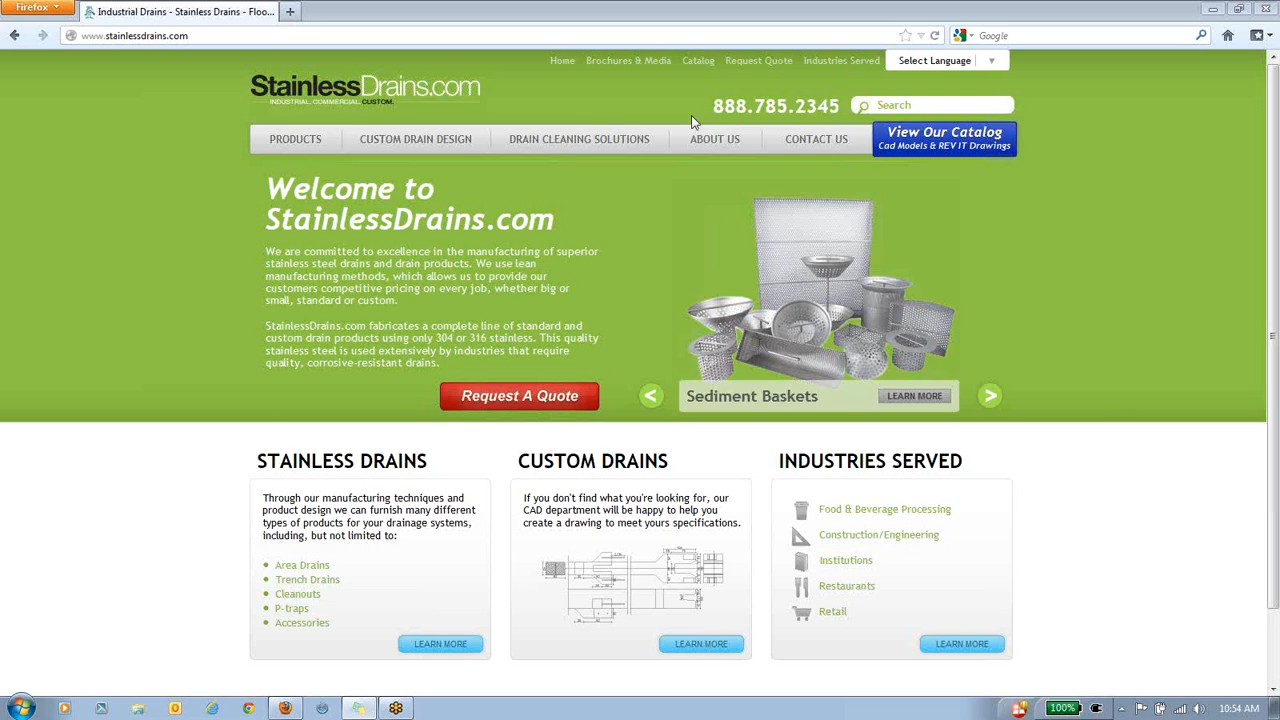 Firefox
Industrial Drains - Stainless Drains - Floo...
www.stainlessdrains.com
Google
Home
Brochures & Media
Catalog
Request Quote
Industries Served
Select Language
StainlessDrains.com
INDUSTRIAL. COMMERCIAL. CUSTOM.
888.785.2345
Search
PRODUCTS
CUSTOM DRAIN DESIGN
DRAIN CLEANING SOLUTIONS
ABOUT US
CONTACT US
View Our Catalog
Cad Models & REV IT Drawings
Welcome to
StainlessDrains.com
We are committed to excellence in the manufacturing of superior
stainless steel drains and drain products. We use lean
manufacturing methods, which allows us to provide our
customers competitive pricing on every job, whether big or
small, standard or custom.
StainlessDrains.com fabricates a complete line of standard and
custom drain products using only 304 or 316 stainless. This quality
stainless steel is used extensively by industries that require
quality, corrosive-resistant drains.
Request A Quote
<
Sediment Baskets
LEARN MORE
>
STAINLESS DRAINS
Through our manufacturing techniques and
product design we can furnish many different
types of products for your drainage systems,
including, but not limited to:
Area Drains
Trench Drains
Cleanouts
P-traps
Accessories
LEARN MORE
CUSTOM DRAINS
If you don't find what you're looking for, our
CAD department will be happy to help you
create a drawing to meet yours specifications.
LEARN MORE
INDUSTRIES SERVED
Food & Beverage Processing
Construction/Engineering
Institutions
Restaurants
Retail
LEARN MORE
100%
10:54 AM